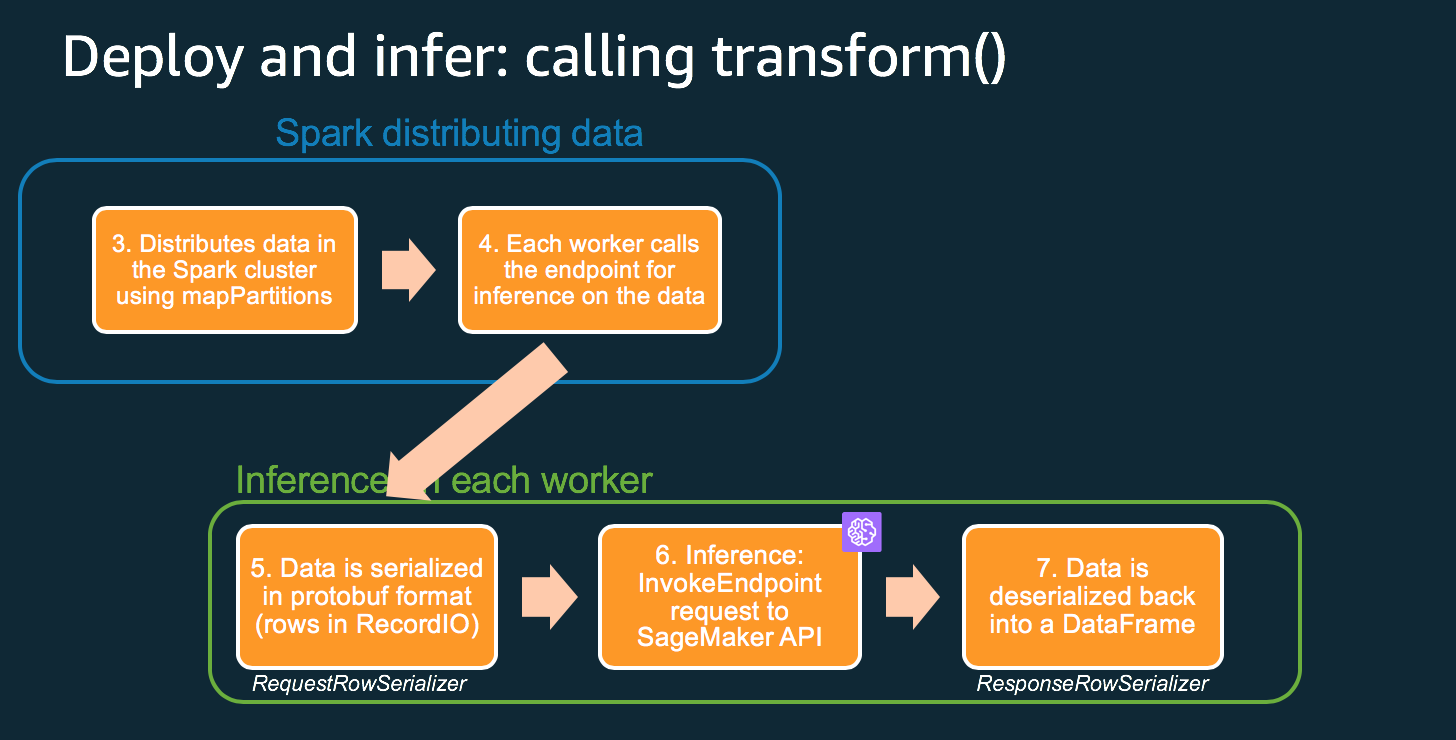 Deploy and infer: calling transform()
Spark distributing data
3. Distributes data in
the Spark cluster
using mapPartitions
4. Each worker calls
the endpoint for
inference on the data
Inference each worker
5. Data is serialized
in protobuf format
(rows in RecordIO)
RequestRowSerializer
6. Inference:
InvokeEndpoint
request to
SageMaker API
7. Data is
deserialized back
into a DataFrame
ResponseRowSerializer